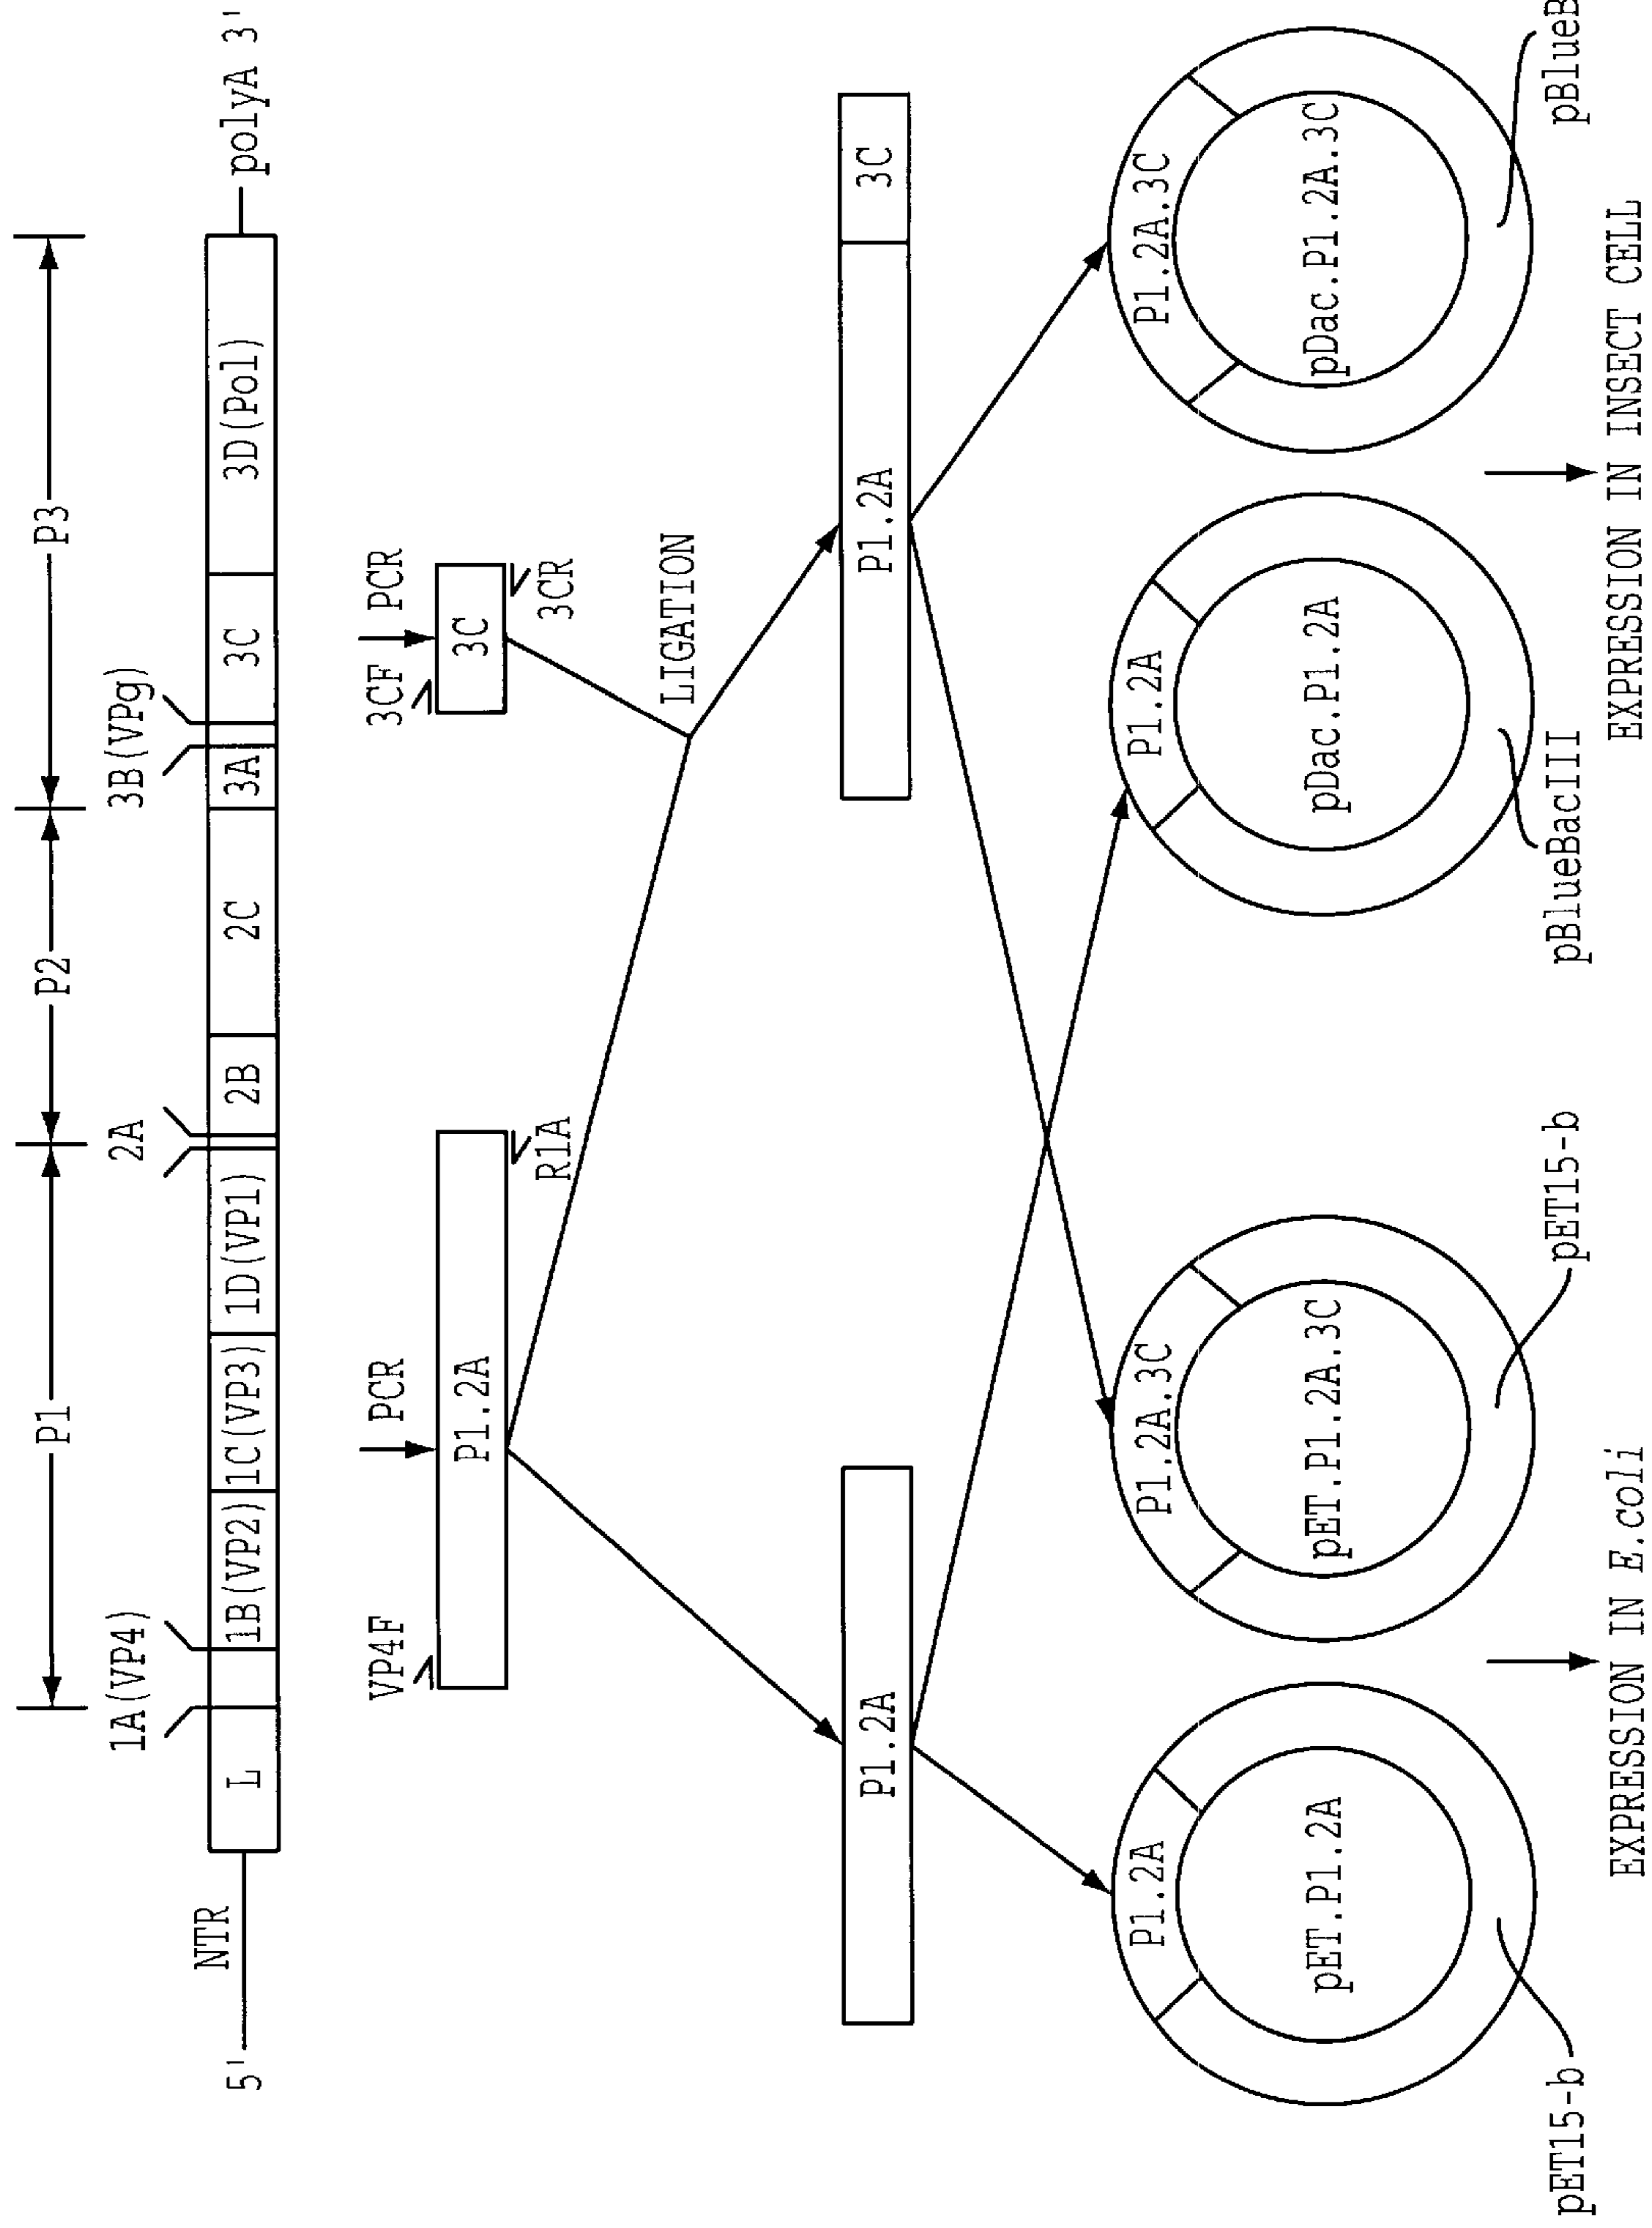 P1 P2 P3
1A(VP4) 2A 3B(VPg)
5' NTR L 1B(VP2) 1C(VP3) 1D(VP1) 2B 2C 3A 3C 3D(Pol) polyA 3'
VP4F PCR 3CF PCR
P1.2A 3C
R1A 3CR
LIGATION
P1.2A P1.2A 3C
P1.2A P1.2A.3C P1.2A P1.2A.3C
pET.P1.2A pET.P1.2A.3C pDac.P1.2A pDac.P1.2A.3C
pET15-b pET15-b pBlueBacIII pBlueB
EXPRESSION IN E.coli EXPRESSION IN INSECT CELL